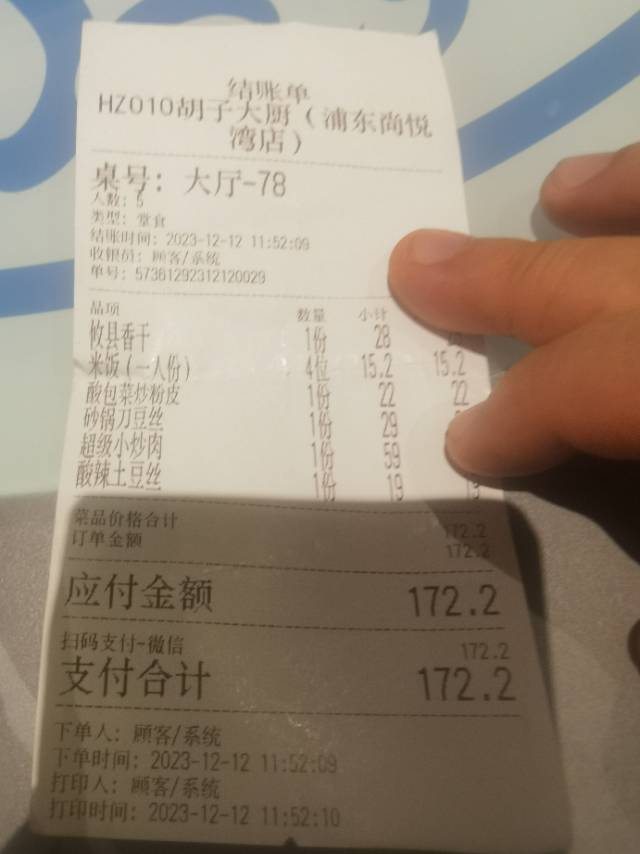 结账单
HZ010胡子大厨（浦东尚悦
湾店）
桌号：大厅-78
人数：5
类型：堂食
结账时间：2023-12-12 11:52:09
收银员：顾客/系统
单号：57361292312120029
品项 数量 小计
攸县香干 1份 28
米饭（一人份） 4位 15.2 15.2
酸包菜炒粉皮 1份 22 22
砂锅刀豆丝 1份 29
超级小炒肉 1份 59
酸辣土豆丝 1份 19 19
菜品价格合计 172.2
订单金额 172.2
应付金额 172.2
扫码支付-微信 172.2
支付合计 172.2
下单人：顾客/系统
下单时间：2023-12-12 11:52:09
打印人：顾客/系统
打印时间：2023-12-12 11:52:10